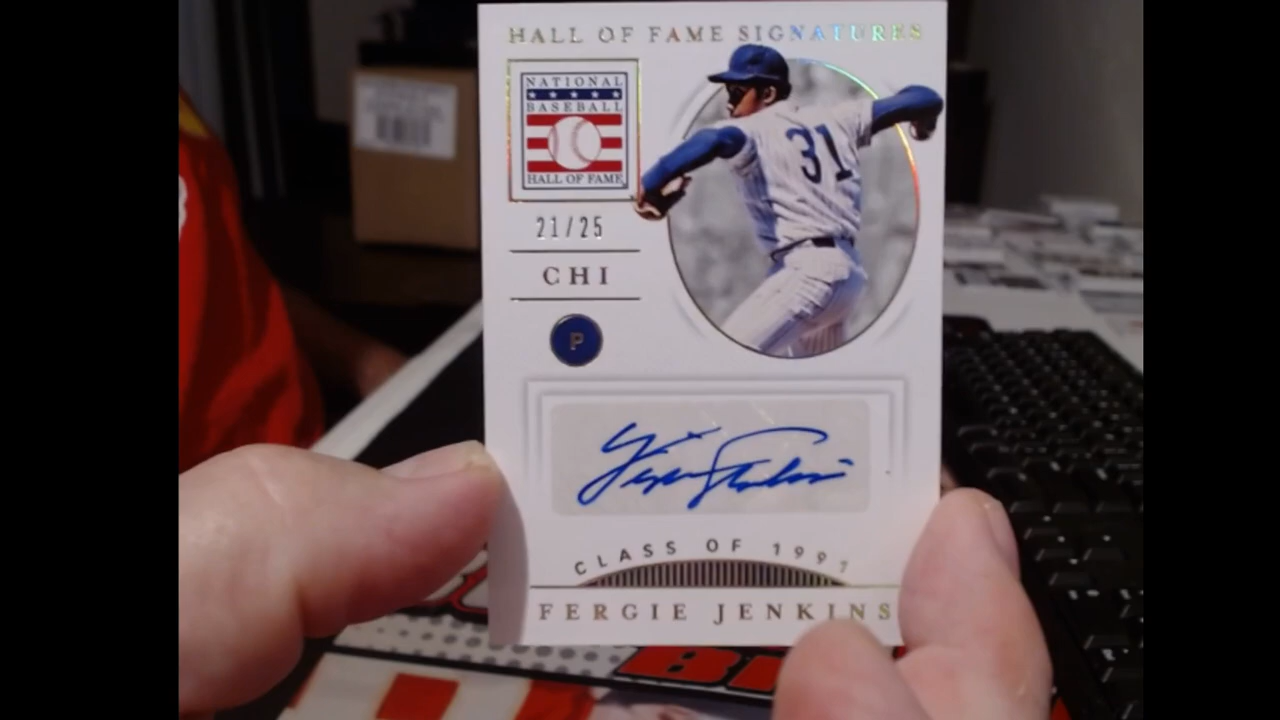 HALL OF FAME SIGNATURES
NATIONAL
BASEBALL
HALL OF FAME
31
21/25
CHI
P
CLASS OF 1991
FERGIE JENKINS